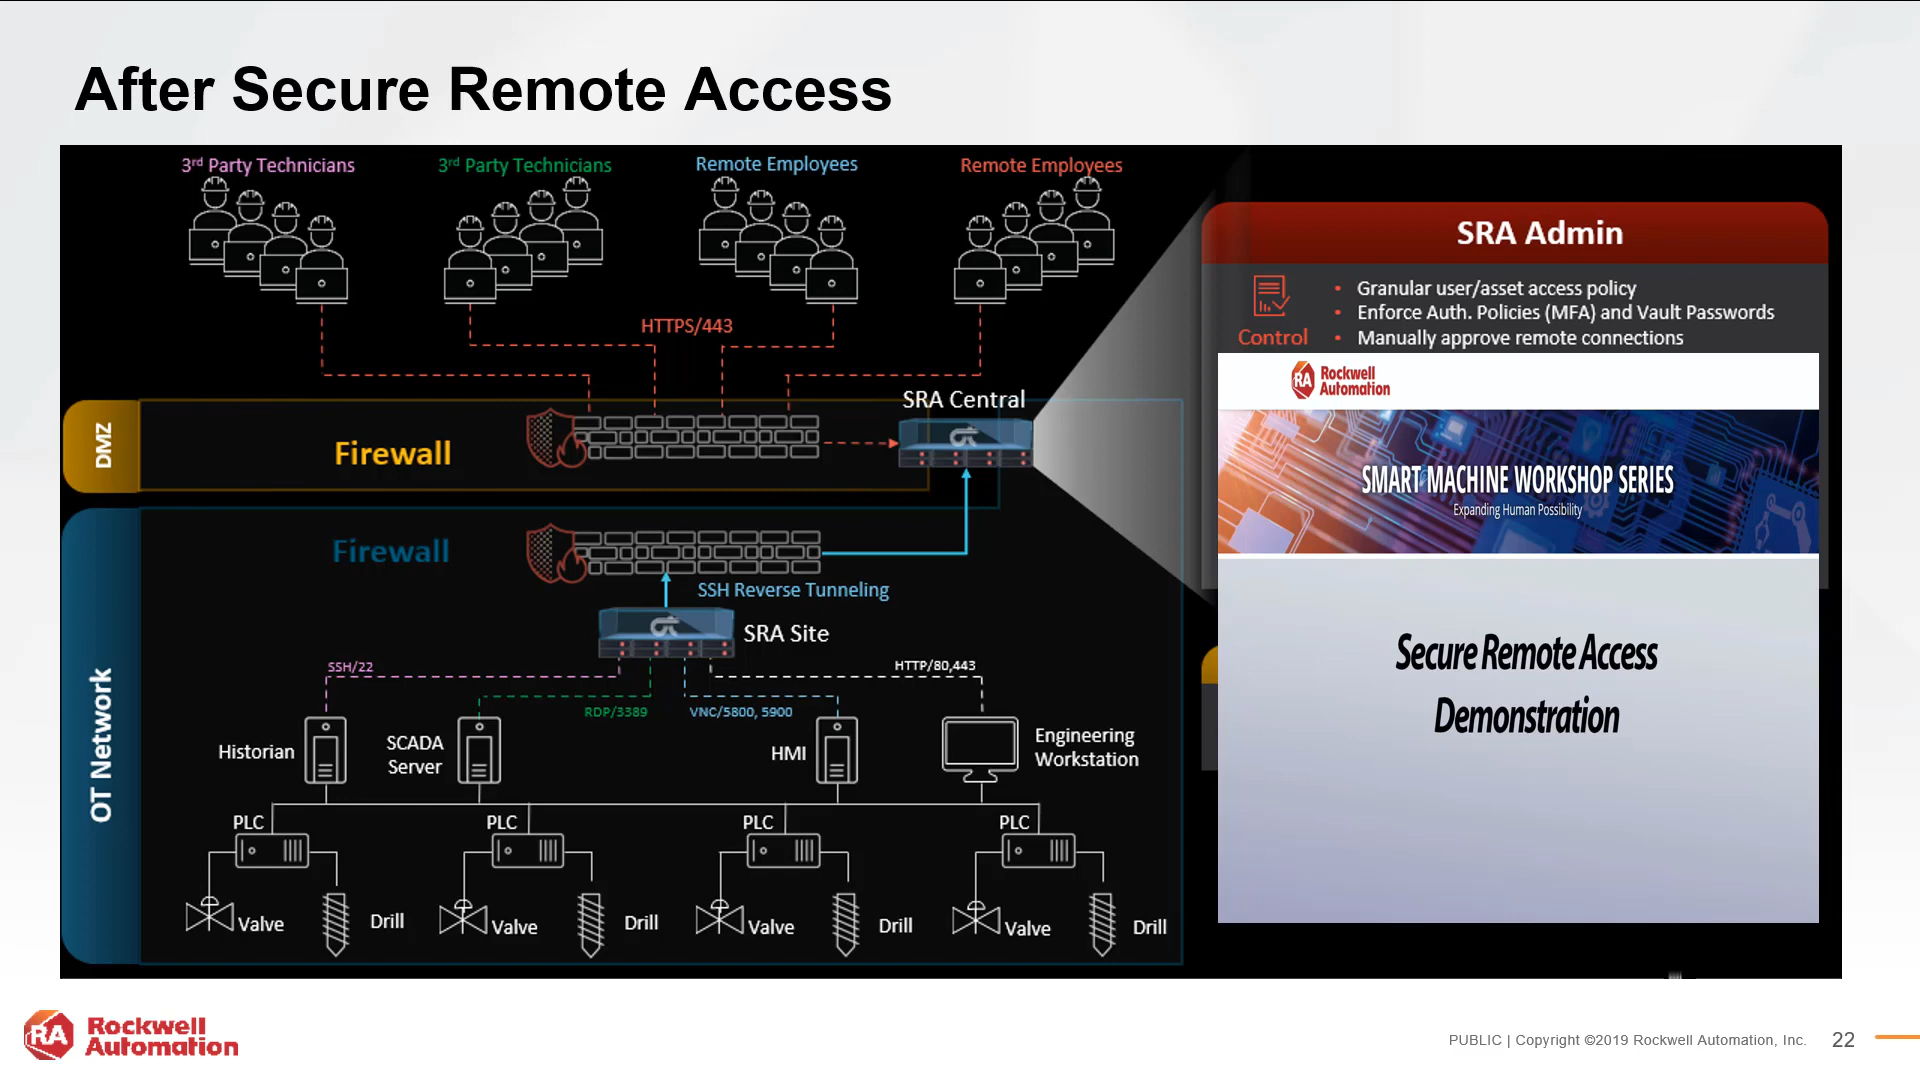 After Secure Remote Access
3rd Party Technicians
3rd Party Technicians
Remote Employees
Remote Employees
HTTPS/443
DMZ
Firewall
SRA Central
OT Network
Firewall
SSH Reverse Tunneling
SRA Site
SSH/22
RDP/3389
VNC/5800, 5900
HTTP/80,443
Historian
SCADA
Server
HMI
Engineering
Workstation
PLC
PLC
PLC
PLC
Valve
Drill
Valve
Drill
Valve
Drill
Valve
Drill
SRA Admin
Control
• Granular user/asset access policy
• Enforce Auth. Policies (MFA) and Vault Passwords
• Manually approve remote connections
RA Rockwell
Automation
SMART MACHINE WORKSHOP SERIES
Expanding Human Possibility
Secure Remote Access
Demonstration
RA Rockwell
Automation
PUBLIC | Copyright ©2019 Rockwell Automation, Inc. 22